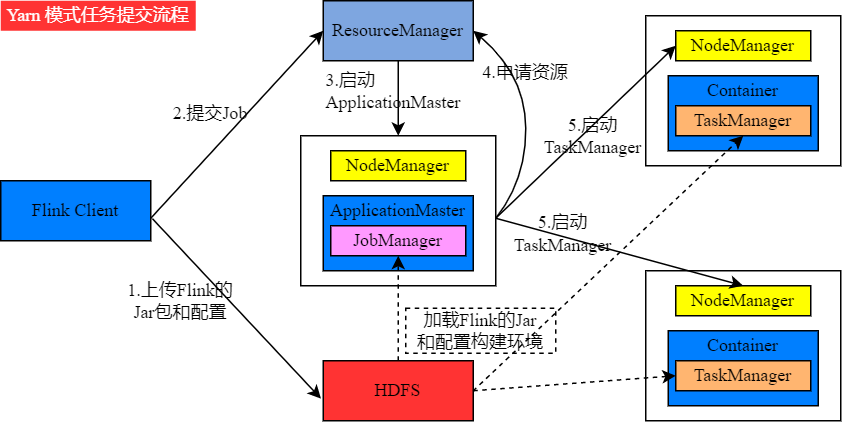 Yarn 模式任务提交流程
ResourceManager
NodeManager
3.启动
ApplicationMaster
4.申请资源
Container
TaskManager
2.提交Job
5.启动
TaskManager
NodeManager
Flink Client
ApplicationMaster
JobManager
5.启动
TaskManager
1.上传Flink的
Jar包和配置
NodeManager
加载Flink的Jar
和配置构建环境
Container
TaskManager
HDFS